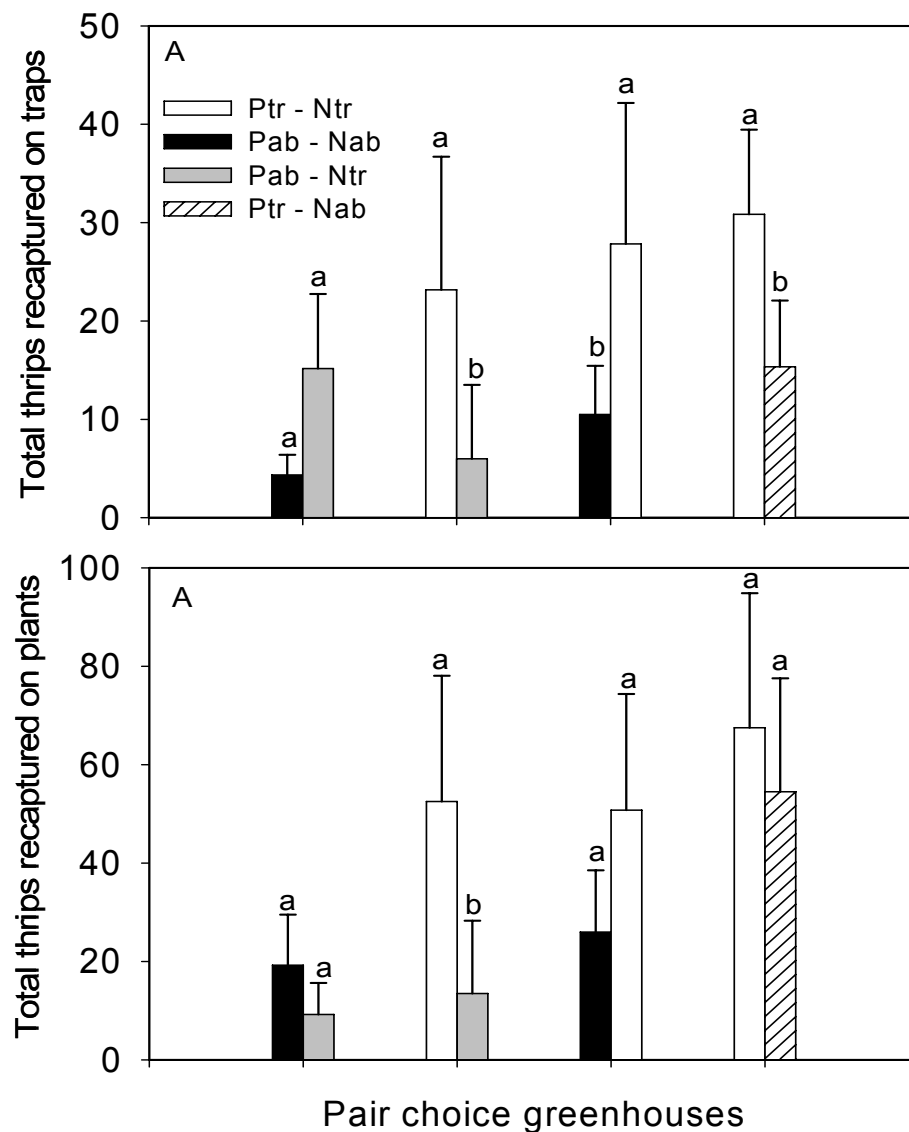 50
40
30
20
10
0
Total thrips recaptured on traps
A
Ptr - Ntr
Pab - Nab
Pab - Ntr
Ptr - Nab
a
a
a
b
b
a
a
b
100
80
60
40
20
0
Total thrips recaptured on plants
A
a
a
a
b
a
a
a
a
Pair choice greenhouses